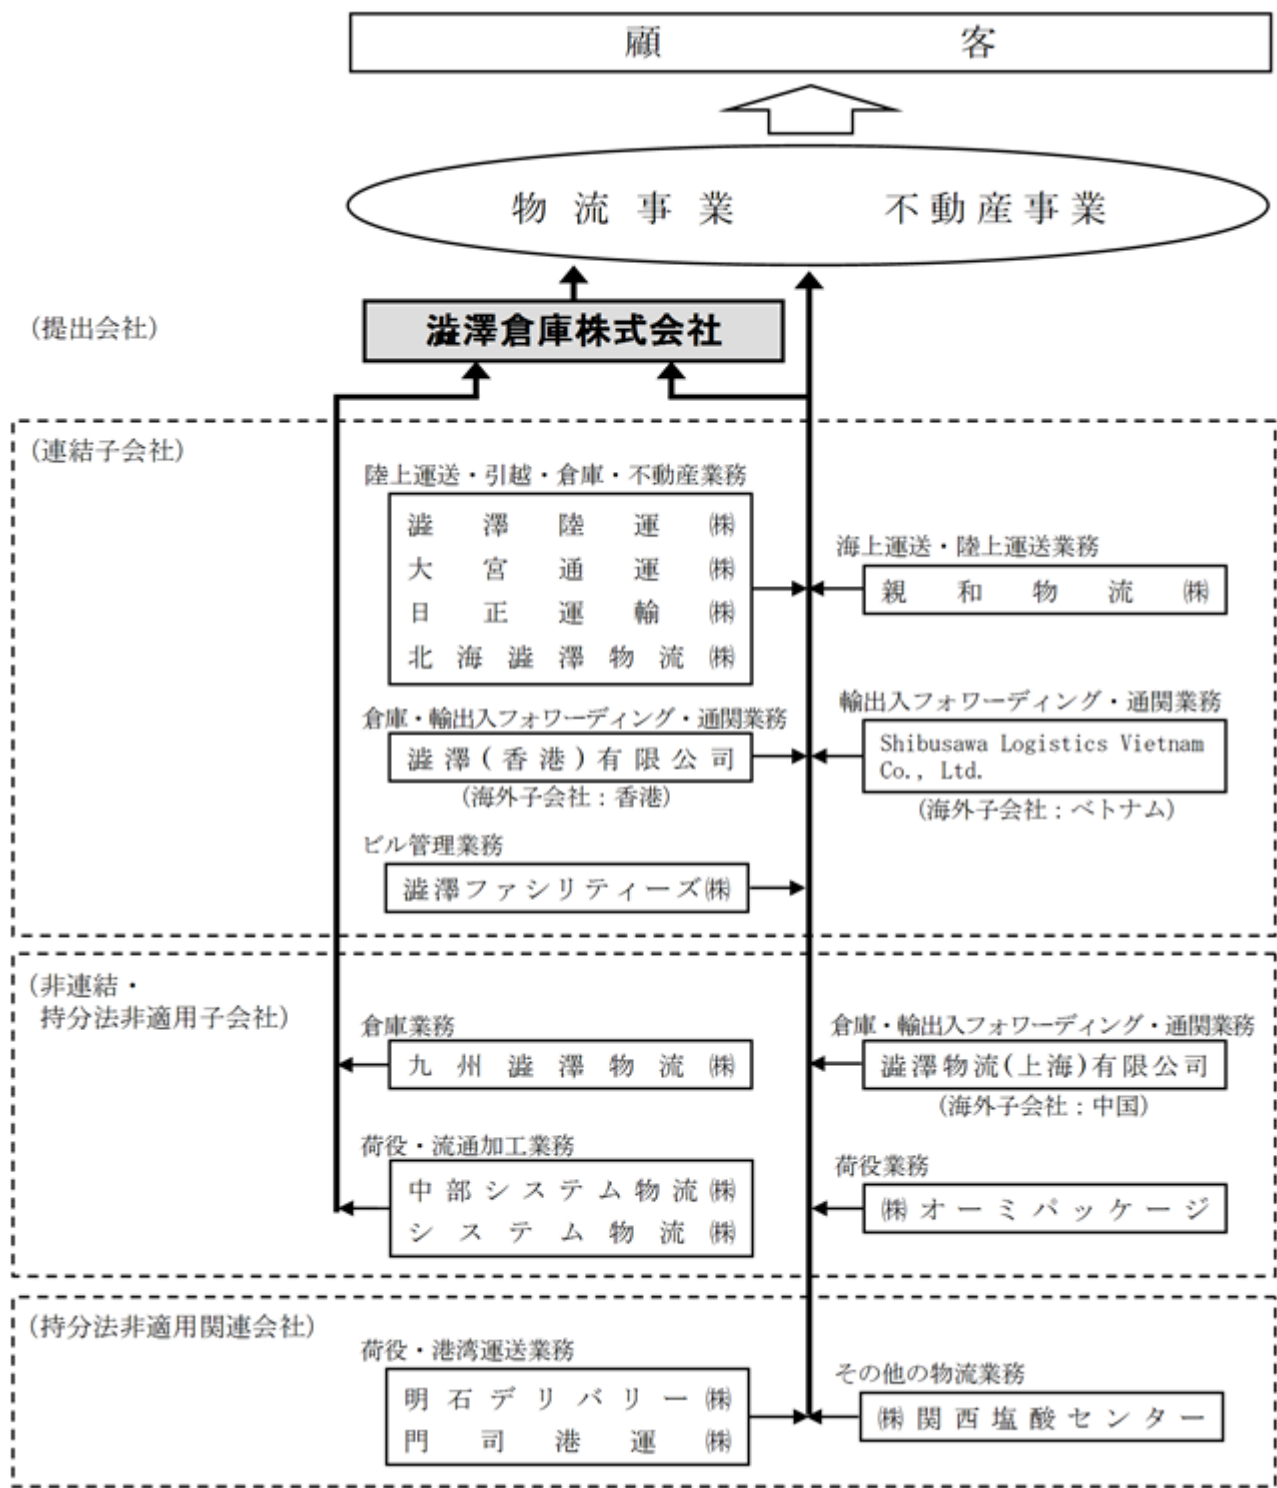 顧客
物流事業 不動産事業
(提出会社)
澁澤倉庫株式会社
(連結子会社)
陸上運送・引越・倉庫・不動産業務
澁澤陸運㈱
大宮通運㈱
日正運輸㈱
北海澁澤物流㈱
海上運送・陸上運送業務
親和物流㈱
倉庫・輸出入フォワーディング・通関業務
澁澤(香港)有限公司
(海外子会社：香港)
輸出入フォワーディング・通関業務
Shibusawa Logistics Vietnam
Co., Ltd.
(海外子会社：ベトナム)
ビル管理業務
澁澤ファシリティーズ㈱
(非連結・
持分法非適用子会社)
倉庫業務
九州澁澤物流㈱
倉庫・輸出入フォワーディング・通関業務
澁澤物流(上海)有限公司
(海外子会社：中国)
荷役・流通加工業務
中部システム物流㈱
システム物流㈱
荷役業務
㈱オーミパッケージ
(持分法非適用関連会社)
荷役・港湾運送業務
明石デリバリー㈱
門司港運㈱
その他の物流業務
㈱関西塩酸センター